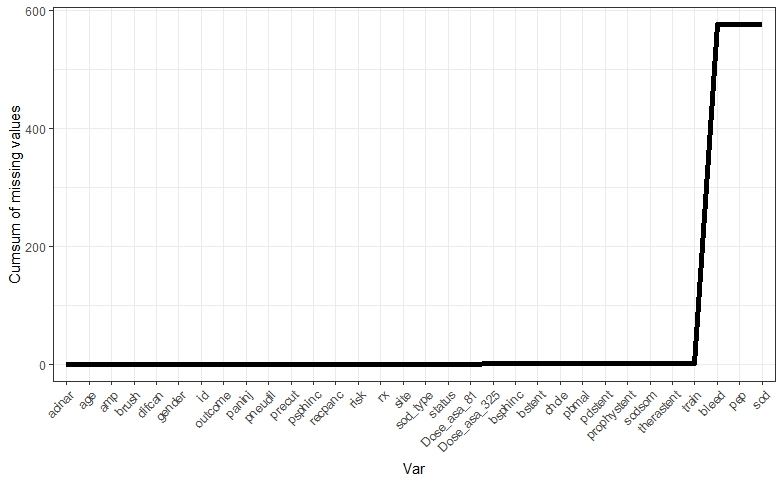 600
400
200
0
Cumsum of missing values
adnar
age
amp
brush
difcan
gender
id
outcome
paninj
pneudil
precut
psphinc
recpanc
risk
rx
site
sod_type
status
Dose_asa_81
Dose_asa_325
bsphinc
bstent
chole
pbmal
pdstent
prophystent
sodsom
therastent
train
bleed
pep
sod
Var